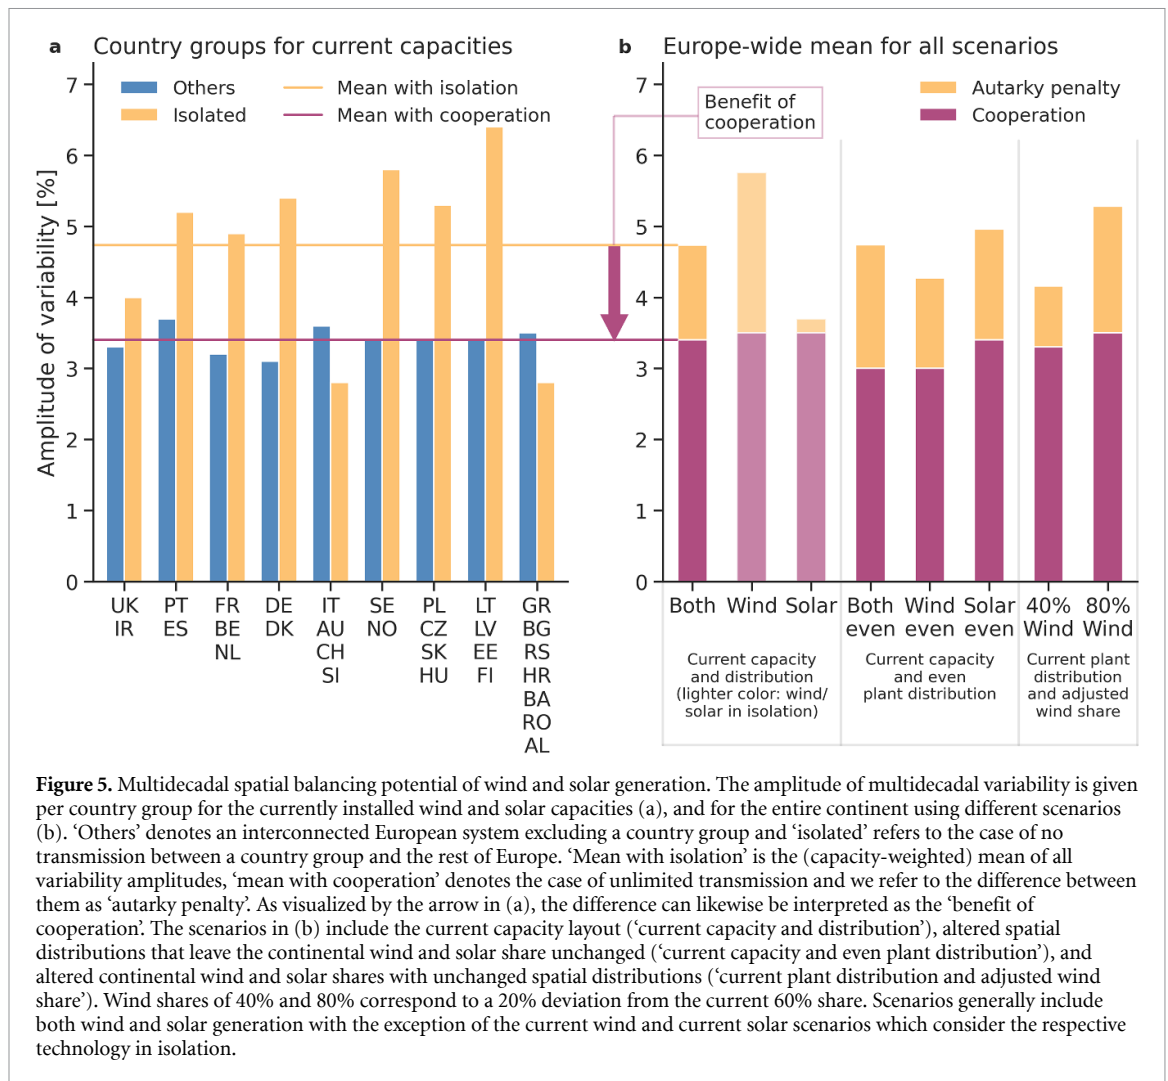 a Country groups for current capacities
Others
Isolated
Mean with isolation
Mean with cooperation
Amplitude of variability [%]
7
6
5
4
3
2
1
0
UK
IR
PT
ES
FR
BE
NL
DE
DK
IT
AU
CH
SI
SE
NO
PL
CZ
SK
HU
LT
LV
EE
FI
GR
BG
RS
HR
BA
RO
AL
b Europe-wide mean for all scenarios
Benefit of
cooperation
Autarky penalty
Cooperation
7
6
5
4
3
2
1
0
Both
Wind
Solar
Both
even
Wind
even
Solar
even
40%
Wind
80%
Wind
Current capacity
and distribution
(lighter color: wind/
solar in isolation)
Current capacity
and even
plant distribution
Current plant
distribution
and adjusted
wind share
Figure 5. Multidecadal spatial balancing potential of wind and solar generation. The amplitude of multidecadal variability is given
per country group for the currently installed wind and solar capacities (a), and for the entire continent using different scenarios
(b). ‘Others’ denotes an interconnected European system excluding a country group and ‘isolated’ refers to the case of no
transmission between a country group and the rest of Europe. ‘Mean with isolation’ is the (capacity-weighted) mean of all
variability amplitudes, ‘mean with cooperation’ denotes the case of unlimited transmission and we refer to the difference between
them as ‘autarky penalty’. As visualized by the arrow in (a), the difference can likewise be interpreted as the ‘benefit of
cooperation’. The scenarios in (b) include the current capacity layout (‘current capacity and distribution’), altered spatial
distributions that leave the continental wind and solar share unchanged (‘current capacity and even plant distribution’), and
altered continental wind and solar shares with unchanged spatial distributions (‘current plant distribution and adjusted wind
share’). Wind shares of 40% and 80% correspond to a 20% deviation from the current 60% share. Scenarios generally include
both wind and solar generation with the exception of the current wind and current solar scenarios which consider the respective
technology in isolation.